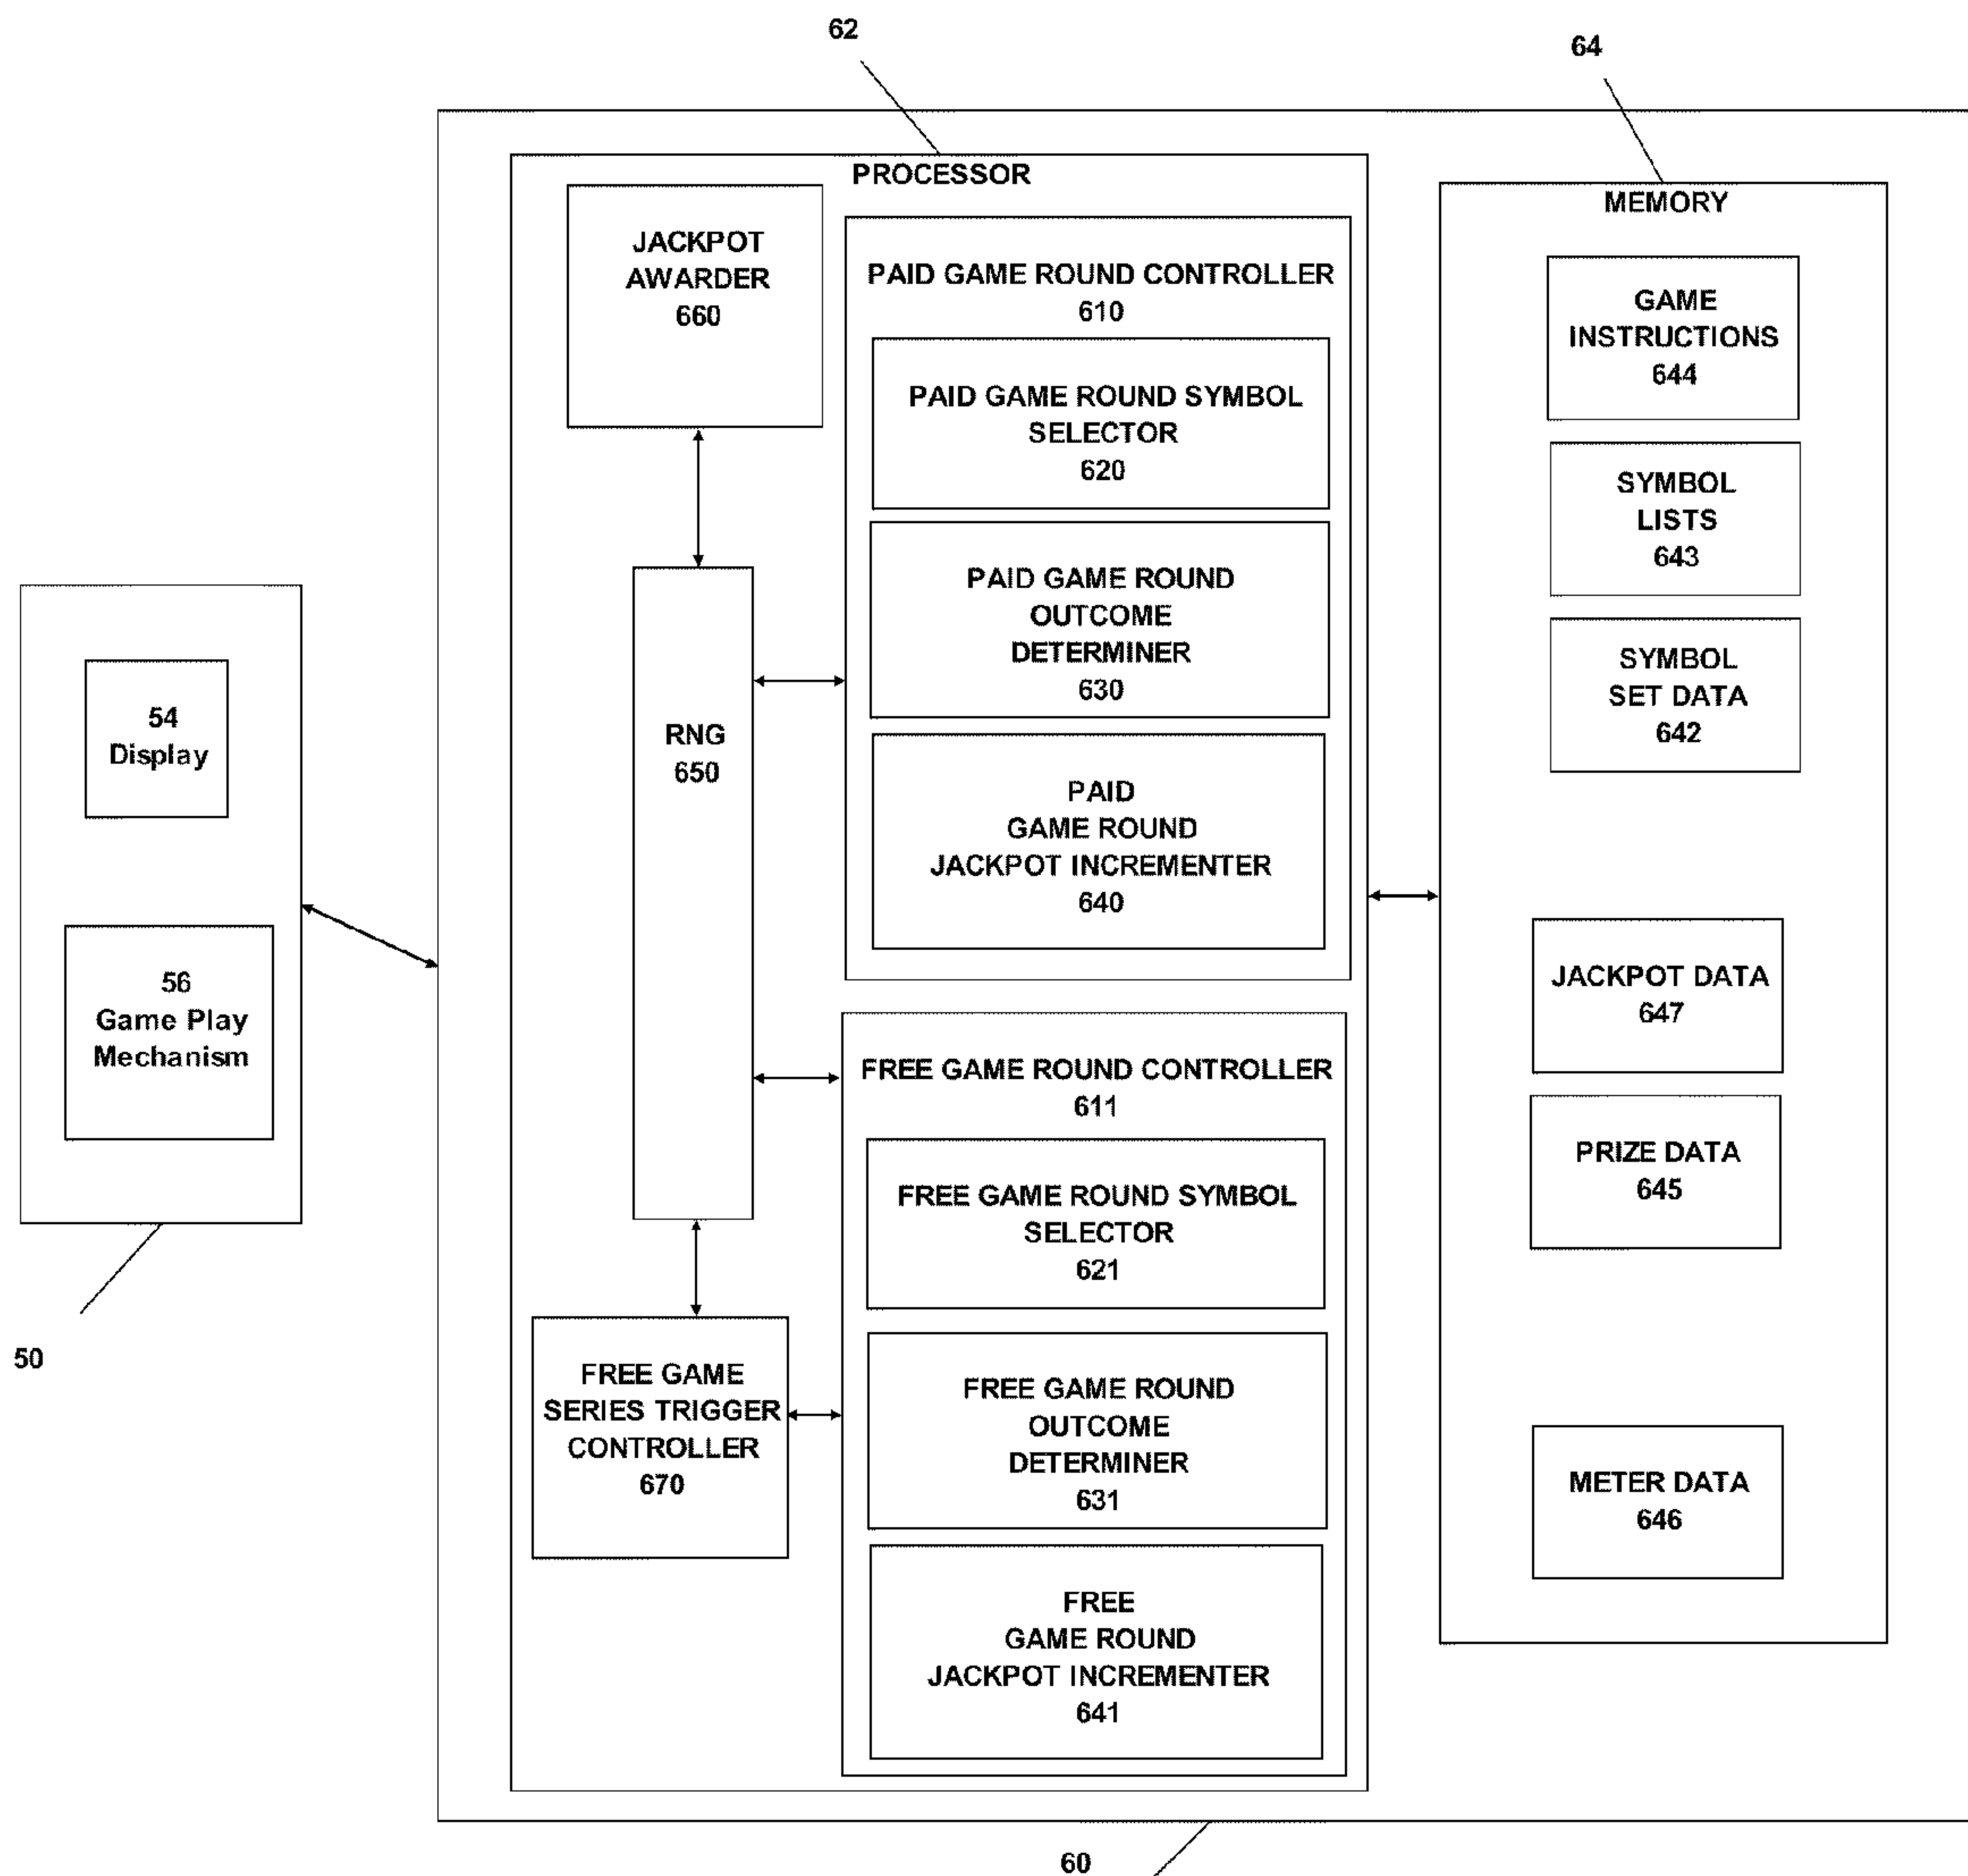 62
64
PROCESSOR
MEMORY
JACKPOT
AWARDER
660
PAID GAME ROUND CONTROLLER
610
PAID GAME ROUND SYMBOL
SELECTOR
620
PAID GAME ROUND
OUTCOME
DETERMINER
630
PAID
GAME ROUND
JACKPOT INCREMENTER
640
RNG
650
54
Display
56
Game Play
Mechanism
50
FREE GAME ROUND CONTROLLER
611
FREE GAME ROUND SYMBOL
SELECTOR
621
FREE GAME ROUND
OUTCOME
DETERMINER
631
FREE
GAME ROUND
JACKPOT INCREMENTER
641
FREE GAME
SERIES TRIGGER
CONTROLLER
670
GAME
INSTRUCTIONS
644
SYMBOL
LISTS
643
SYMBOL
SET DATA
642
JACKPOT DATA
647
PRIZE DATA
645
METER DATA
646
60